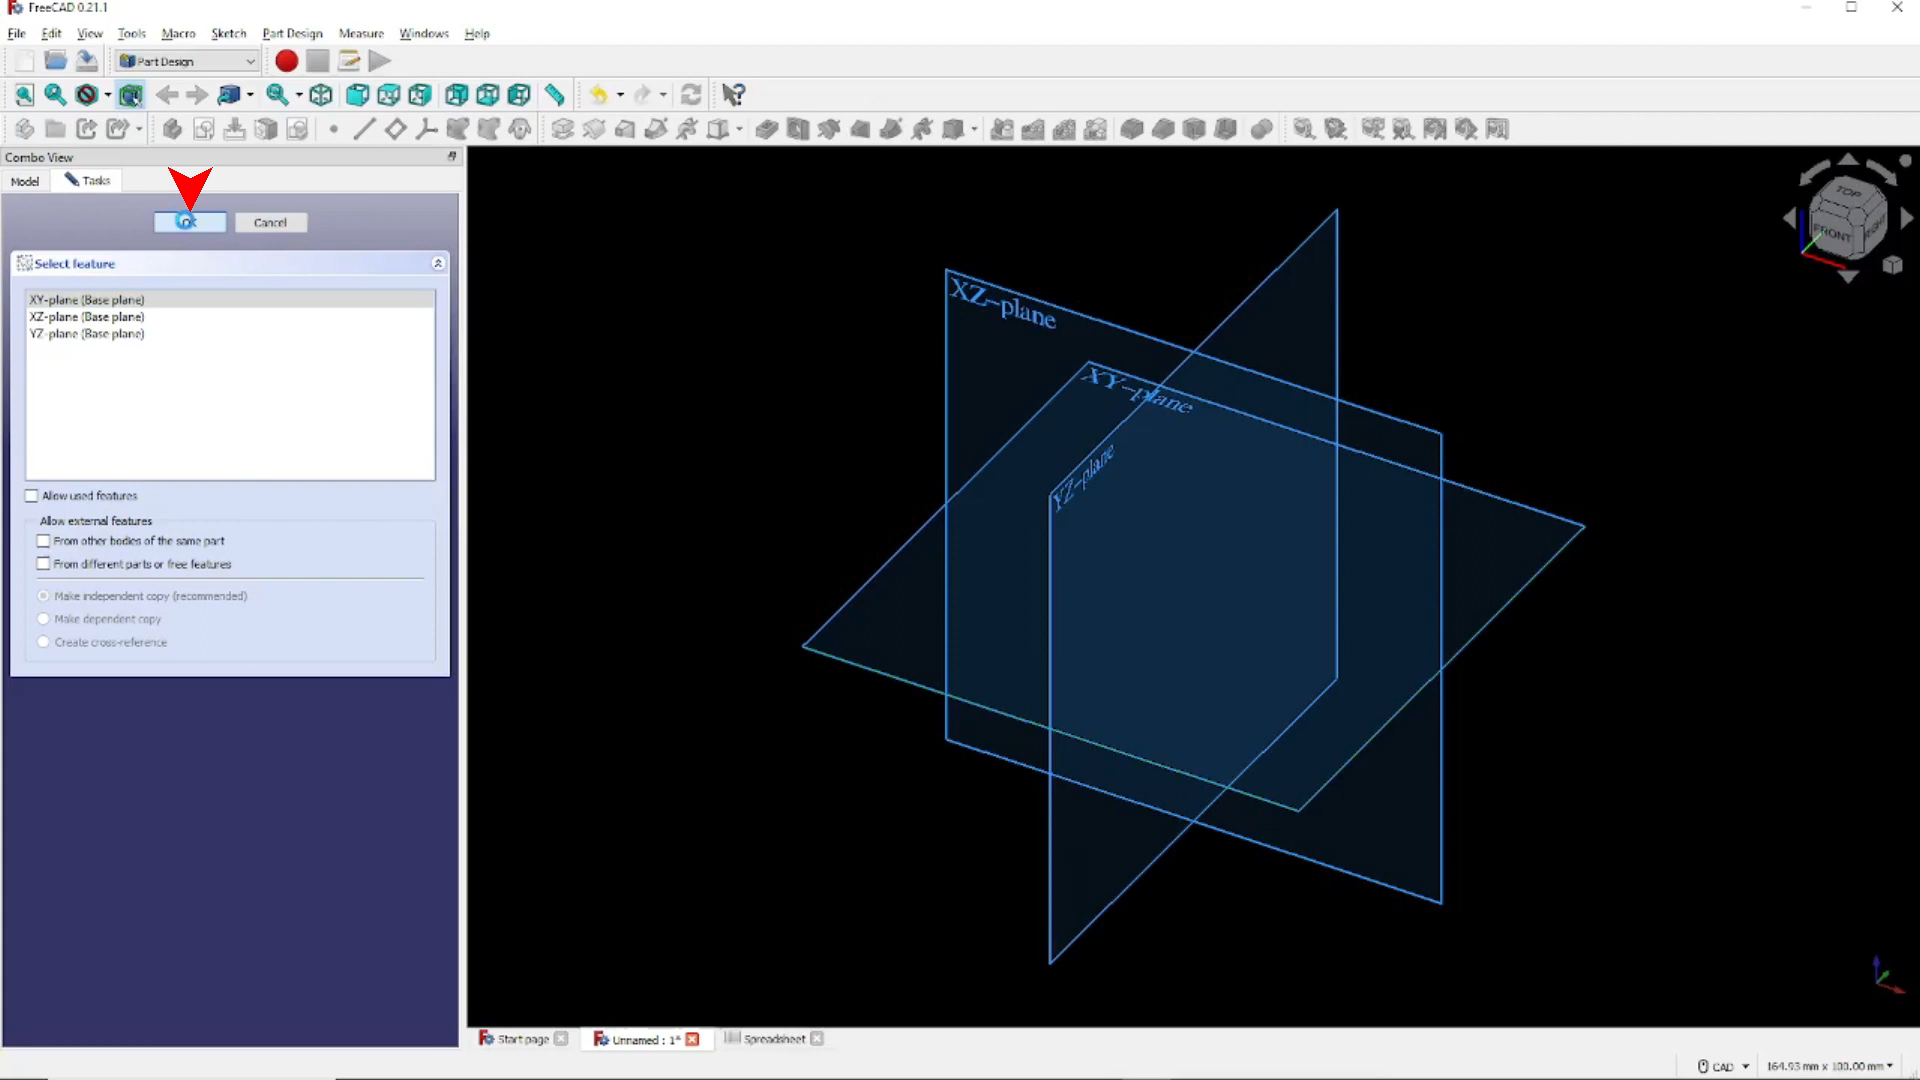 FreeCAD 0.21.1
File Edit View Tools Macro Sketch Part Design Measure Windows Help
Part Design
Combo View
Model Tasks
Cancel
Select feature
XY-plane (Base plane)
XZ-plane (Base plane)
YZ-plane (Base plane)
Allow used features
Allow external features
From other bodies of the same part
From different parts or free features
Make independent copy (recommended)
Make dependent copy
Create cross-reference
XZ-plane
XY-plane
YZ-plane
TOP
FRONT
RIGHT
Start page Unnamed : 1* Spreadsheet
CAD 164.93 mm x 100.00 mm